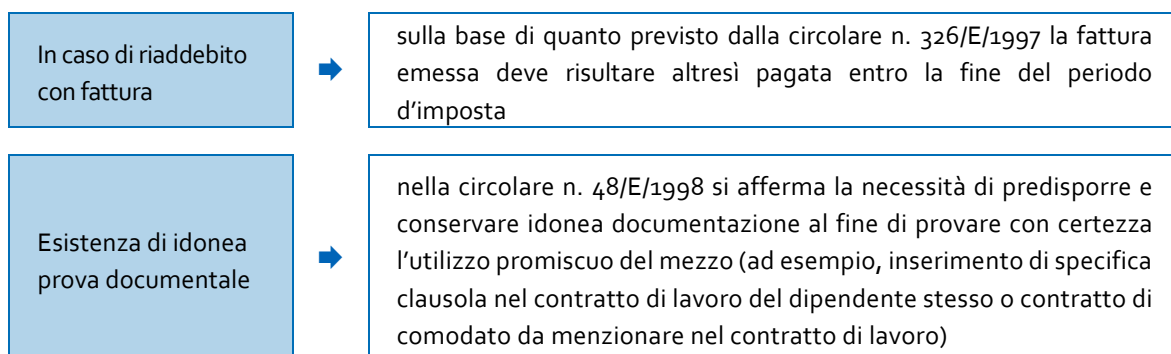 In caso di riaddebito
con fattura
sulla base di quanto previsto dalla circolare n. 326/E/1997 la fattura
emessa deve risultare altresì pagata entro la fine del periodo
d'imposta
Esistenza di idonea
prova documentale
nella circolare n. 48/E/1998 si afferma la necessità di predisporre e
conservare idonea documentazione al fine di provare con certezza
l'utilizzo promiscuo del mezzo (ad esempio, inserimento di specifica
clausola nel contratto di lavoro del dipendente stesso o contratto di
comodato da menzionare nel contratto di lavoro)